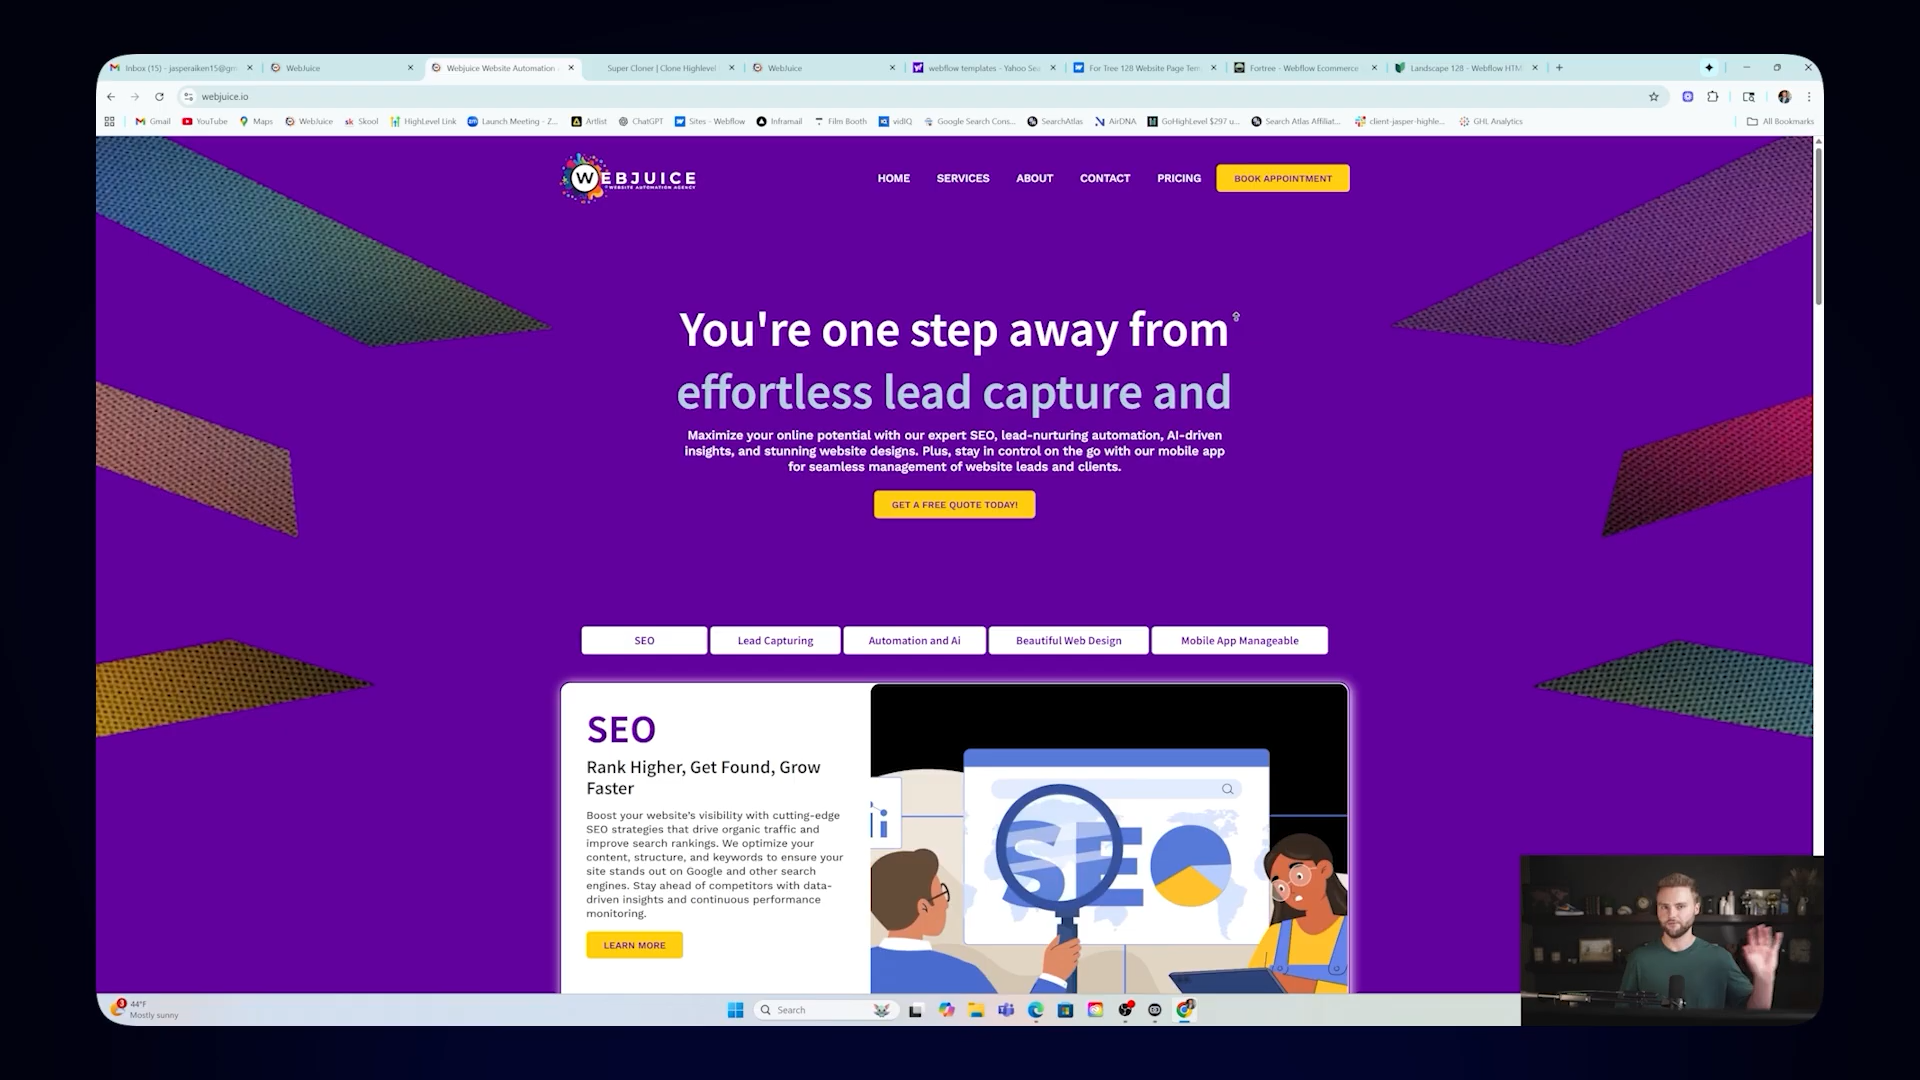 Inbox (15) - jasperaiken15@gm
WebJuice
Webjuice Website Automation
Super Cloner | Clone Highlevel
WebJuice
webflow templates - Yahoo Sea
For Tree 128 Website Page Tem
Fortree - Webflow Ecommerce
Landscape 128 - Webflow HTM
webjuice.io
Gmail
YouTube
Maps
WebJuice
sk Skool
HighLevel Link
Launch Meeting - Z...
Artlist
ChatGPT
Sites - Webflow
Inframail
Film Booth
vidIQ
Google Search Cons...
SearchAtlas
AirDNA
GoHighLevel $297 u...
Search Atlas Affiliat...
client-jasper-highle...
GHL Analytics
All Bookmarks
WEBJUICE
WEBSITE AUTOMATION AGENCY
HOME
SERVICES
ABOUT
CONTACT
PRICING
BOOK APPOINTMENT
You're one step away from
effortless lead capture and
Maximize your online potential with our expert SEO, lead-nurturing automation, AI-driven
insights, and stunning website designs. Plus, stay in control on the go with our mobile app
for seamless management of website leads and clients.
GET A FREE QUOTE TODAY!
SEO
Lead Capturing
Automation and Ai
Beautiful Web Design
Mobile App Manageable
SEO
Rank Higher, Get Found, Grow
Faster
Boost your website's visibility with cutting-edge
SEO strategies that drive organic traffic and
improve search rankings. We optimize your
content, structure, and keywords to ensure your
site stands out on Google and other search
engines. Stay ahead of competitors with data-
driven insights and continuous performance
monitoring.
LEARN MORE
SEO
3
44°F
Mostly sunny
Search